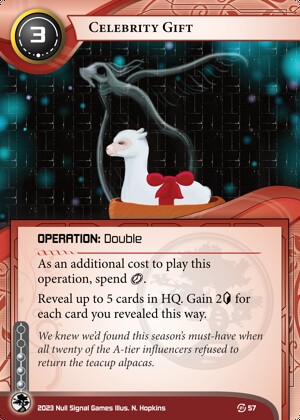 3
CELEBRITY GIFT
OPERATION: Double
As an additional cost to play this
operation, spend .
Reveal up to 5 cards in HQ. Gain 2 for
each card you revealed this way.
We knew we'd found this season's must-have when
all twenty of the A-tier influencers refused to
return the teacup alpacas.
2023 Null Signal Games Illus. N. Hopkins
57